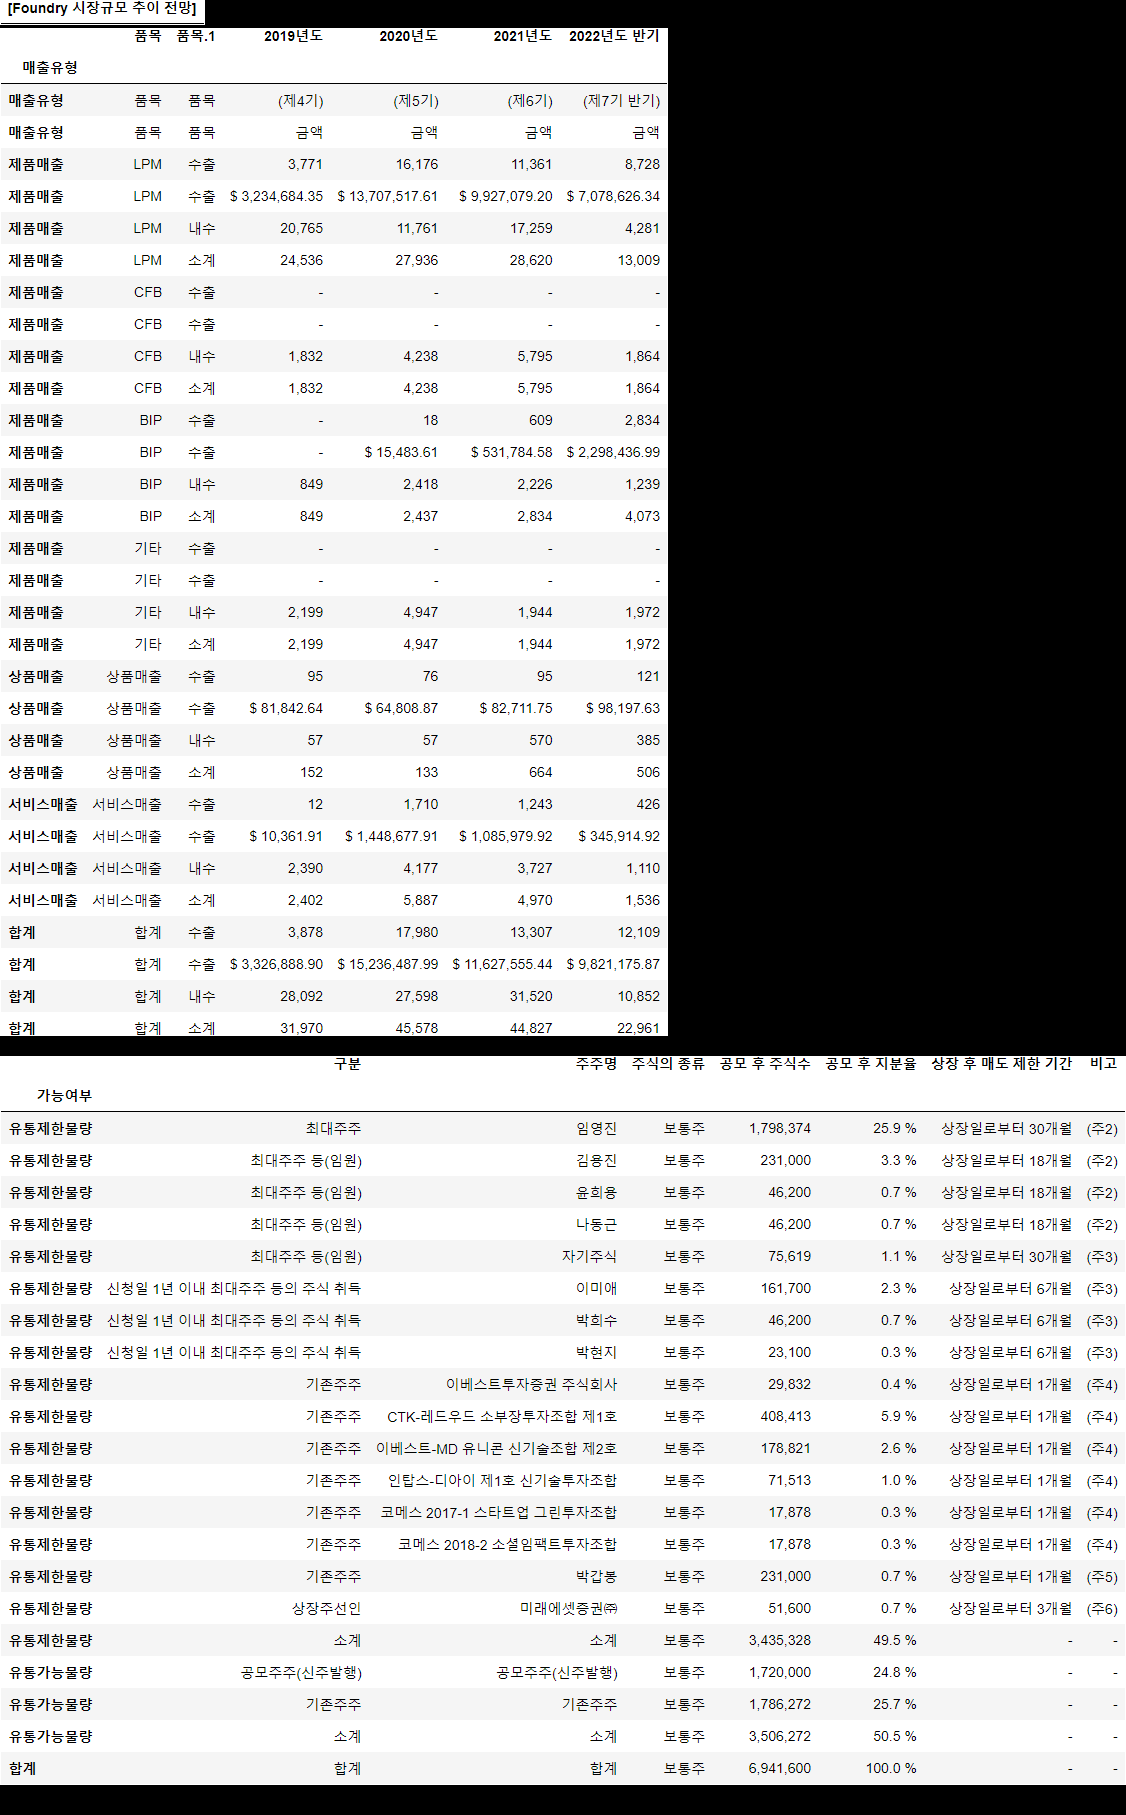 [Foundry 시장규모 추이 전망]
품목 품목.1 2019년도 2020년도 2021년도 2022년도 반기
매출유형
매출유형 품목 품목 (제4기) (제5기) (제6기) (제7기 반기)
매출유형 품목 품목 금액 금액 금액 금액
제품매출 LPM 수출 3,771 16,176 11,361 8,728
제품매출 LPM 수출 $ 3,234,684.35 $ 13,707,517.61 $ 9,927,079.20 $ 7,078,626.34
제품매출 LPM 내수 20,765 11,761 17,259 4,281
제품매출 LPM 소계 24,536 27,936 28,620 13,009
제품매출 CFB 수출 - - - -
제품매출 CFB 수출 - - - -
제품매출 CFB 내수 1,832 4,238 5,795 1,864
제품매출 CFB 소계 1,832 4,238 5,795 1,864
제품매출 BIP 수출 - 18 609 2,834
제품매출 BIP 수출 - $ 15,483.61 $ 531,784.58 $ 2,298,436.99
제품매출 BIP 내수 849 2,418 2,226 1,239
제품매출 BIP 소계 849 2,437 2,834 4,073
제품매출 기타 수출 - - - -
제품매출 기타 수출 - - - -
제품매출 기타 내수 2,199 4,947 1,944 1,972
제품매출 기타 소계 2,199 4,947 1,944 1,972
상품매출 상품매출 수출 95 76 95 121
상품매출 상품매출 수출 $ 81,842.64 $ 64,808.87 $ 82,711.75 $ 98,197.63
상품매출 상품매출 내수 57 57 570 385
상품매출 상품매출 소계 152 133 664 506
서비스매출 서비스매출 수출 12 1,710 1,243 426
서비스매출 서비스매출 수출 $ 10,361.91 $ 1,448,677.91 $ 1,085,979.92 $ 345,914.92
서비스매출 서비스매출 내수 2,390 4,177 3,727 1,110
서비스매출 서비스매출 소계 2,402 5,887 4,970 1,536
합계 합계 수출 3,878 17,980 13,307 12,109
합계 합계 수출 $ 3,326,888.90 $ 15,236,487.99 $ 11,627,555.44 $ 9,821,175.87
합계 합계 내수 28,092 27,598 31,520 10,852
합계 합계 소계 31,970 45,578 44,827 22,961
구분 주주명 주식의 종류 공모 후 주식수 공모 후 지분율 상장 후 매도 제한 기간 비고
가능여부
유통제한물량 최대주주 임영진 보통주 1,798,374 25.9 % 상장일로부터 30개월 (주2)
유통제한물량 최대주주 등(임원) 김용진 보통주 231,000 3.3 % 상장일로부터 18개월 (주2)
유통제한물량 최대주주 등(임원) 윤희용 보통주 46,200 0.7 % 상장일로부터 18개월 (주2)
유통제한물량 최대주주 등(임원) 나동근 보통주 46,200 0.7 % 상장일로부터 18개월 (주2)
유통제한물량 최대주주 등(임원) 자기주식 보통주 75,619 1.1 % 상장일로부터 30개월 (주3)
유통제한물량 신청일 1년 이내 최대주주 등의 주식 취득 이미애 보통주 161,700 2.3 % 상장일로부터 6개월 (주3)
유통제한물량 신청일 1년 이내 최대주주 등의 주식 취득 박희수 보통주 46,200 0.7 % 상장일로부터 6개월 (주3)
유통제한물량 신청일 1년 이내 최대주주 등의 주식 취득 박현지 보통주 23,100 0.3 % 상장일로부터 6개월 (주3)
유통제한물량 기존주주 이베스트투자증권 주식회사 보통주 29,832 0.4 % 상장일로부터 1개월 (주4)
유통제한물량 기존주주 CTK-레드우드 소부장투자조합 제1호 보통주 408,413 5.9 % 상장일로부터 1개월 (주4)
유통제한물량 기존주주 이베스트-MD 유니콘 신기술조합 제2호 보통주 178,821 2.6 % 상장일로부터 1개월 (주4)
유통제한물량 기존주주 인탑스-디아이 제1호 신기술투자조합 보통주 71,513 1.0 % 상장일로부터 1개월 (주4)
유통제한물량 기존주주 코메스 2017-1 스타트업 그린투자조합 보통주 17,878 0.3 % 상장일로부터 1개월 (주4)
유통제한물량 기존주주 코메스 2018-2 소셜임팩트투자조합 보통주 17,878 0.3 % 상장일로부터 1개월 (주4)
유통제한물량 기존주주 박갑봉 보통주 231,000 0.7 % 상장일로부터 1개월 (주5)
유통제한물량 상장주선인 미래에셋증권㈜ 보통주 51,600 0.7 % 상장일로부터 3개월 (주6)
유통제한물량 소계 소계 보통주 3,435,328 49.5 % - -
유통가능물량 공모주주(신주발행) 공모주주(신주발행) 보통주 1,720,000 24.8 % - -
유통가능물량 기존주주 기존주주 보통주 1,786,272 25.7 % - -
유통가능물량 소계 소계 보통주 3,506,272 50.5 % - -
합계 합계 합계 보통주 6,941,600 100.0 % - -